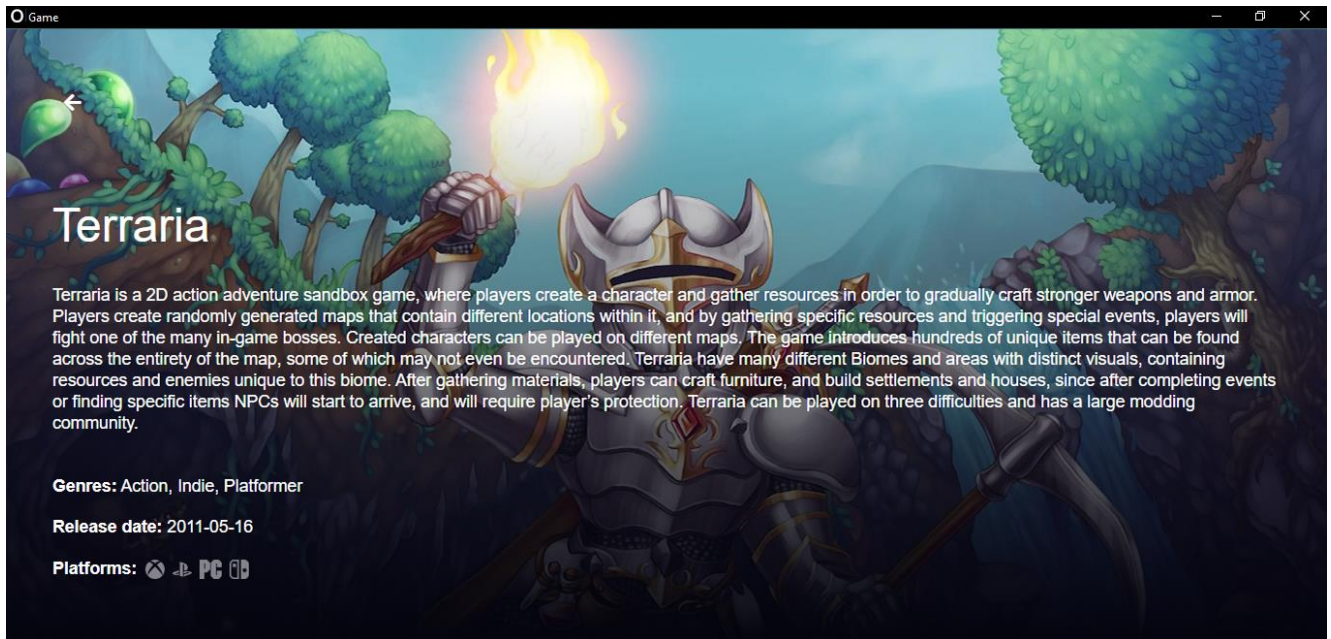 Game
Terraria
Terraria is a 2D action adventure sandbox game, where players create a character and gather resources in order to gradually craft stronger weapons and armor.
Players create randomly generated maps that contain different locations within it, and by gathering specific resources and triggering special events, players will
fight one of the many in-game bosses. Created characters can be played on different maps. The game introduces hundreds of unique items that can be found
across the entirety of the map, some of which may not even be encountered. Terraria have many different Biomes and areas with distinct visuals, containing
resources and enemies unique to this biome. After gathering materials, players can craft furniture, and build settlements and houses, since after completing events
or finding specific items NPCs will start to arrive, and will require player’s protection. Terraria can be played on three difficulties and has a large modding
community.
Genres: Action, Indie, Platformer
Release date: 2011-05-16
Platforms: PC